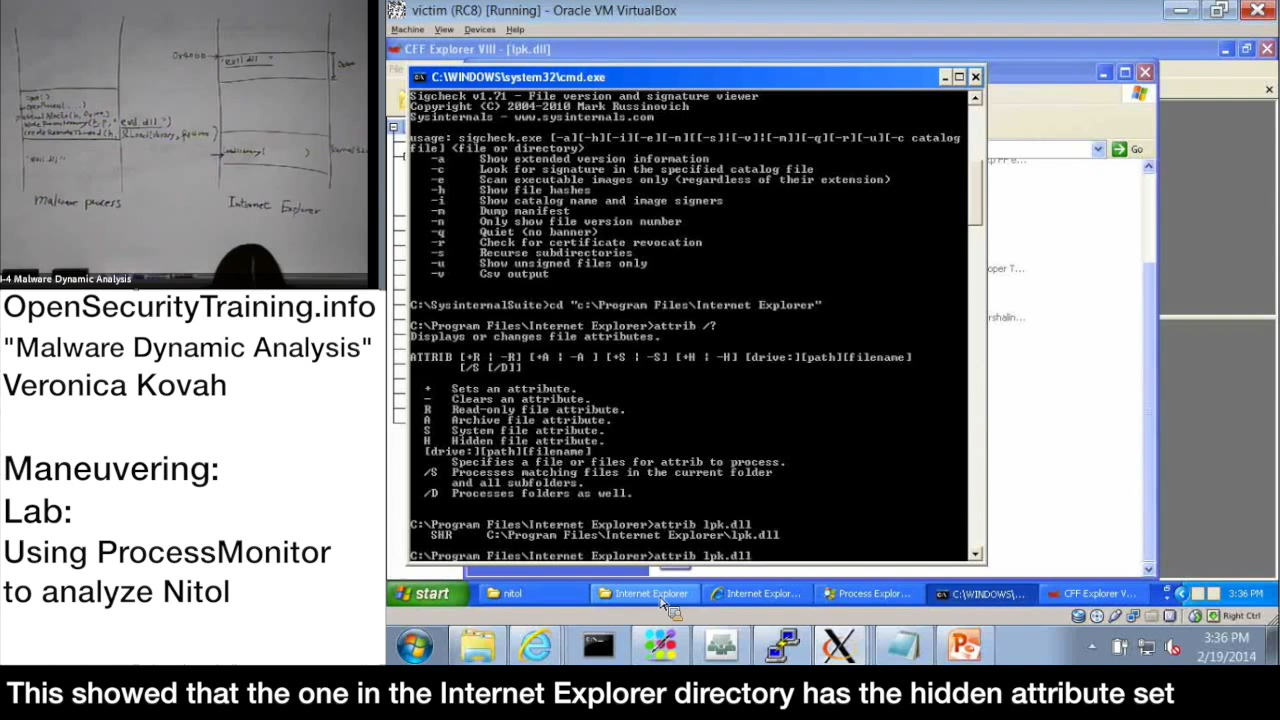 victim (RC8) [Running] - Oracle VM VirtualBox
Machine View Devices Help
CFF Explorer VIII - [lpk.dll]
C:\WINDOWS\system32\cmd.exe
Sigcheck v1.71 - File version and signature viewer
Copyright (C) 2004-2010 Mark Russinovich
Sysinternals - www.sysinternals.com
usage: sigcheck.exe [-a][-h][-i][-e][-n][[-s]|[-v]|[-m]][-q][-r][-u][-c catalog
file] <file or directory>
-a Show extended version information
-c Look for signature in the specified catalog file
-e Scan executable images only (regardless of their extension)
-h Show file hashes
-i Show catalog name and image signers
-m Dump manifest
-n Only show file version number
-q Quiet (no banner)
-r Check for certificate revocation
-s Recurse subdirectories
-u Show unsigned files only
-v Csv output
C:\SysinternalSuite>cd "c:\Program Files\Internet Explorer"
C:\Program Files\Internet Explorer>attrib /?
Displays or changes file attributes.
ATTRIB [+R | -R] [+A | -A ] [+S | -S] [+H | -H] [drive:][path][filename]
[/S [/D]]
+ Sets an attribute.
- Clears an attribute.
R Read-only file attribute.
A Archive file attribute.
S System file attribute.
H Hidden file attribute.
[drive:][path][filename]
Specifies a file or files for attrib to process.
/S Processes matching files in the current folder
and all subfolders.
/D Processes folders as well.
C:\Program Files\Internet Explorer>attrib lpk.dll
SHR C:\Program Files\Internet Explorer\lpk.dll
C:\Program Files\Internet Explorer>attrib lpk.dll
Go
oper T...
rshalin...
start nitol Internet Explorer Internet Explor... Process Explor... C:\WINDOWS\... CFF Explorer V... 3:36 PM
Right Ctrl
3:36 PM
2/19/2014
"evil dll"
"evil dll"
Malware process
Internet Explorer
I-4 Malware Dynamic Analysis
OpenSecurityTraining.info
"Malware Dynamic Analysis"
Veronica Kovah
Maneuvering:
Lab:
Using ProcessMonitor
to analyze Nitol
This showed that the one in the Internet Explorer directory has the hidden attribute set